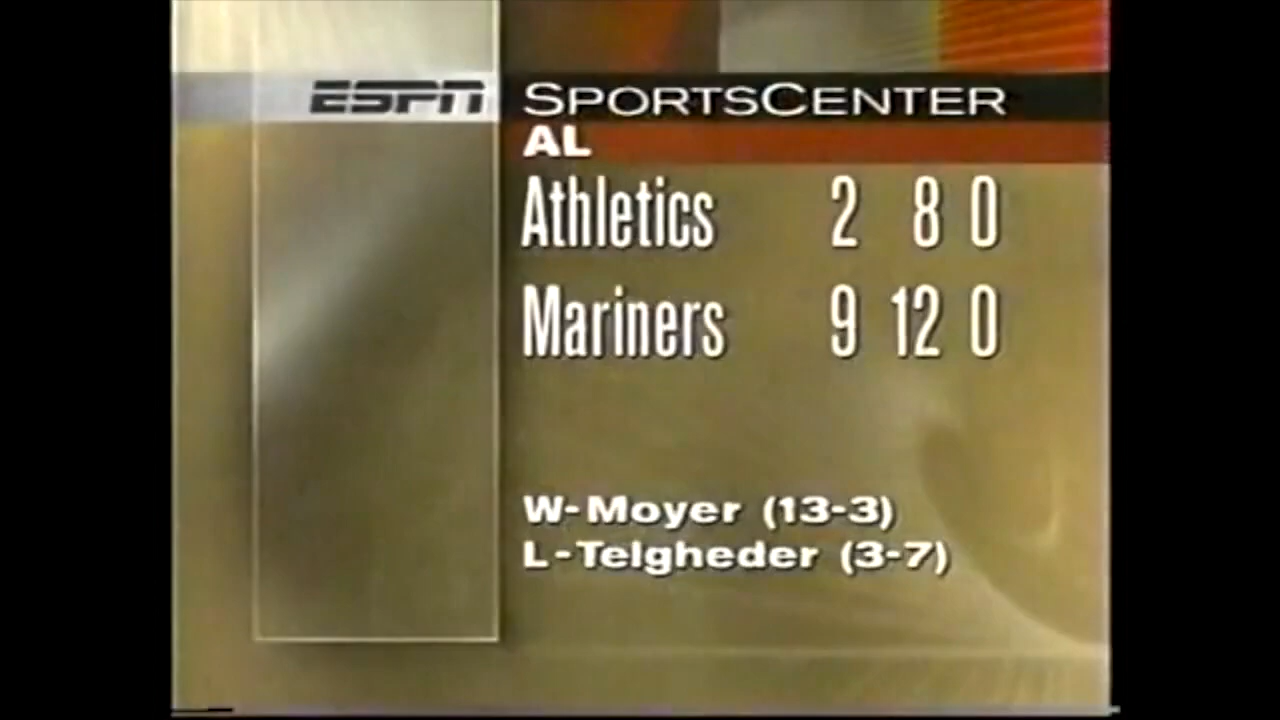 ESPN SPORTSCENTER
AL
Athletics 2 8 0
Mariners 9 12 0
W-Moyer (13-3)
L-Telgheder (3-7)